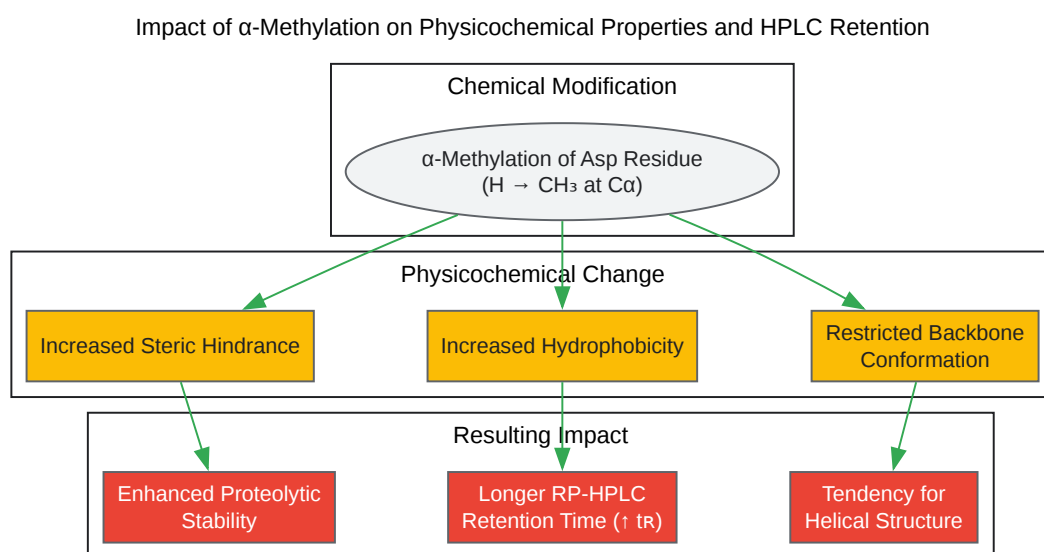 Impact of α-Methylation on Physicochemical Properties and HPLC Retention
Chemical Modification
α-Methylation of Asp Residue
(H → CH₃ at Cα)
Physicochemical Change
Increased Steric Hindrance
Increased Hydrophobicity
Restricted Backbone
Conformation
Resulting Impact
Enhanced Proteolytic
Stability
Longer RP-HPLC
Retention Time (↑ tʀ)
Tendency for
Helical Structure